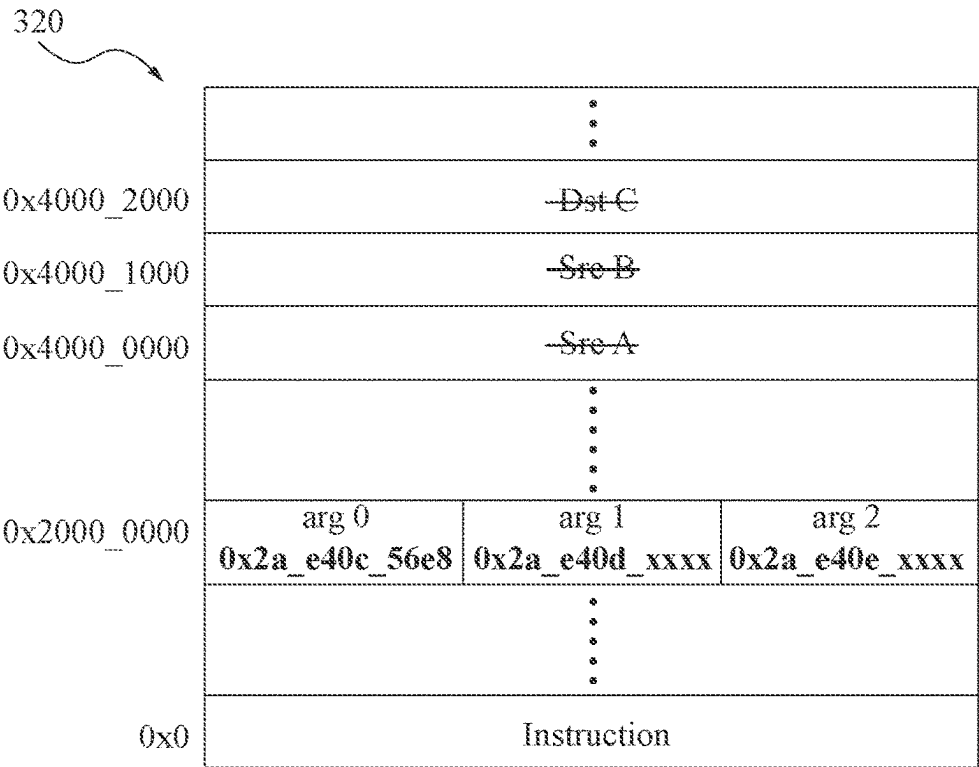 320
0x4000_2000 Dst C
0x4000_1000 Src B
0x4000_0000 Src A
0x2000_0000 arg 0 arg 1 arg 2
0x2a_e40c_56e8 0x2a_e40d_xxxx 0x2a_e40e_xxxx
0x0 Instruction